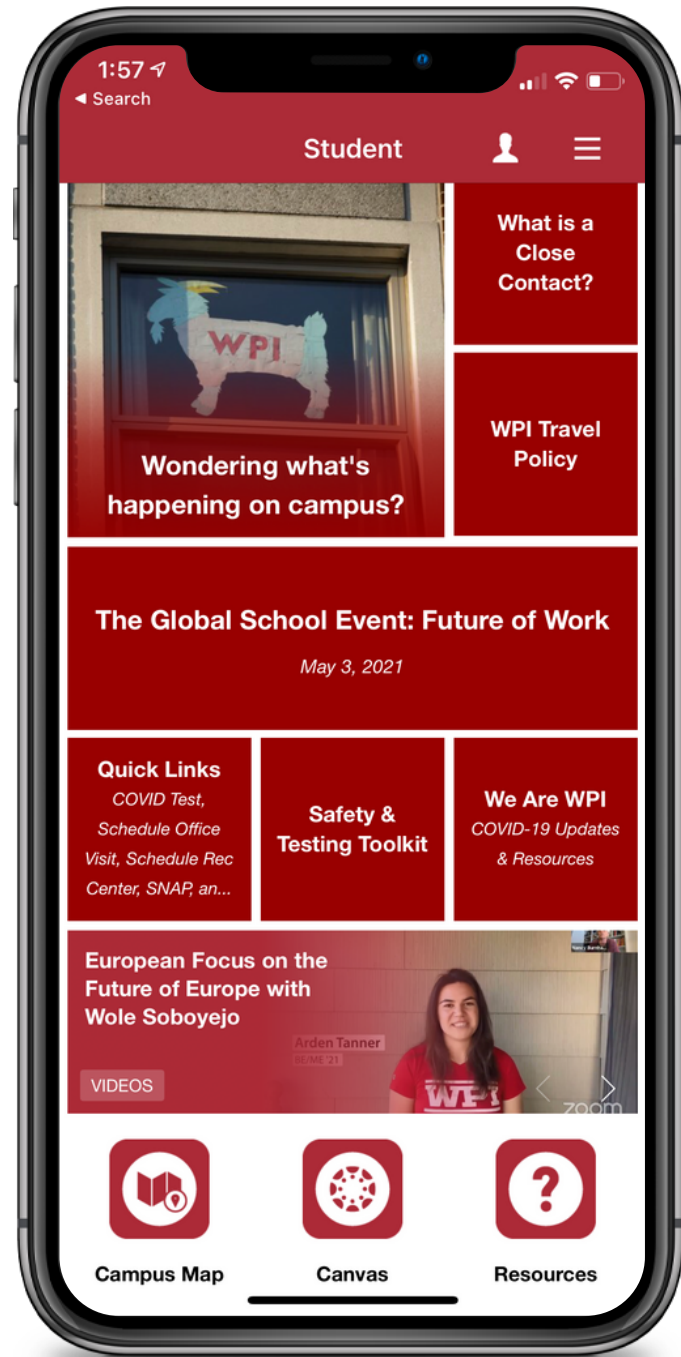 1:57
◀ Search
Student
WPI
Wondering what's
happening on campus?
What is a
Close
Contact?
WPI Travel
Policy
The Global School Event: Future of Work
May 3, 2021
Quick Links
COVID Test,
Schedule Office
Visit, Schedule Rec
Center, SNAP, an...
Safety &
Testing Toolkit
We Are WPI
COVID-19 Updates
& Resources
European Focus on the
Future of Europe with
Wole Soboyejo
Arden Tanner
BE/ME '21
VIDEOS
WPI
zoom
Campus Map
Canvas
Resources